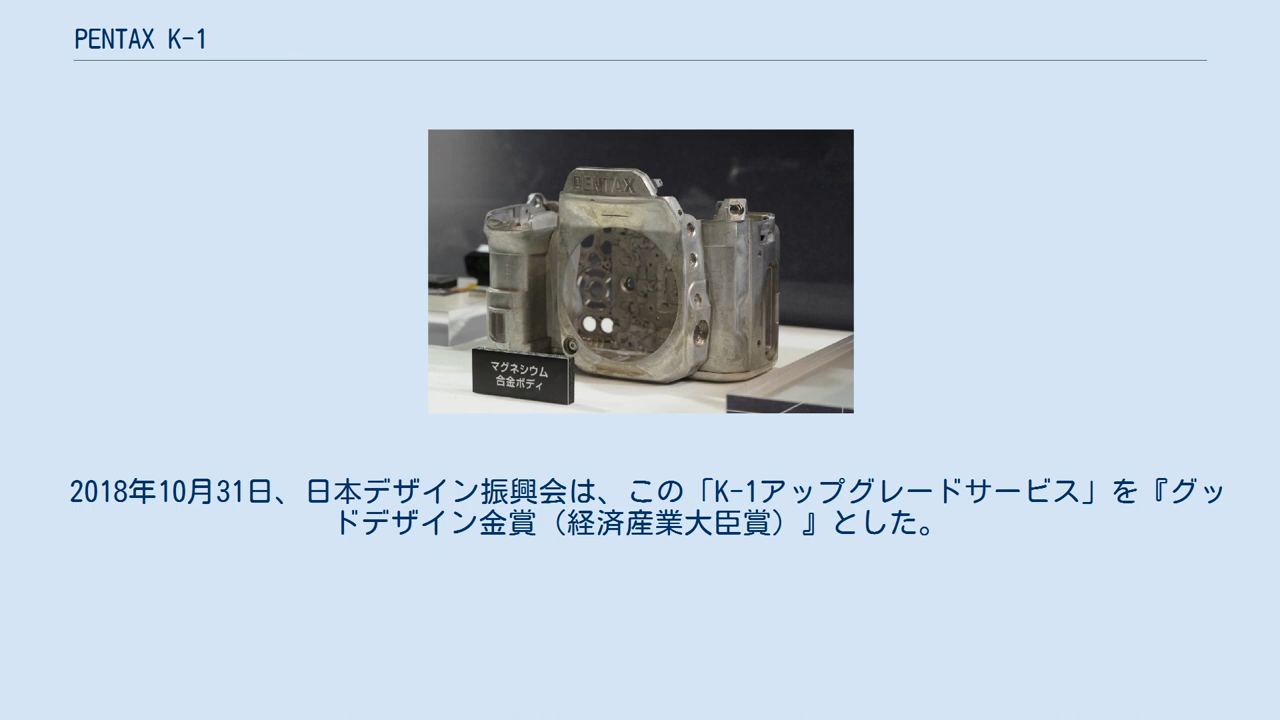 PENTAX K-1
PENTAX
マグネシウム
合金ボディ
2018年10月31日、日本デザイン振興会は、この「K-1アップグレードサービス」を『グッ
ドデザイン金賞（経済産業大臣賞）』とした。